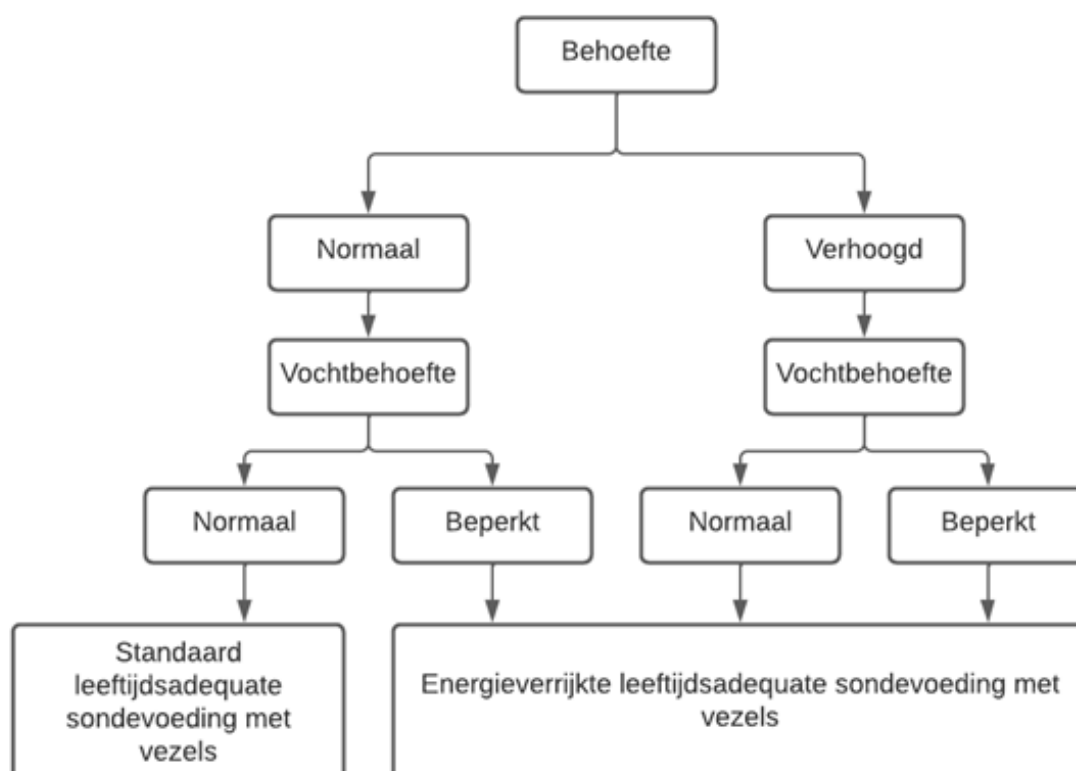 Behoefte
Normaal
Verhoogd
Vochtbehoefte
Vochtbehoefte
Normaal
Beperkt
Normaal
Beperkt
Standaard
leeftijdsadequate
sondevoeding met
vezels
Energieverrijkte leeftijdsadequate sondevoeding met
vezels